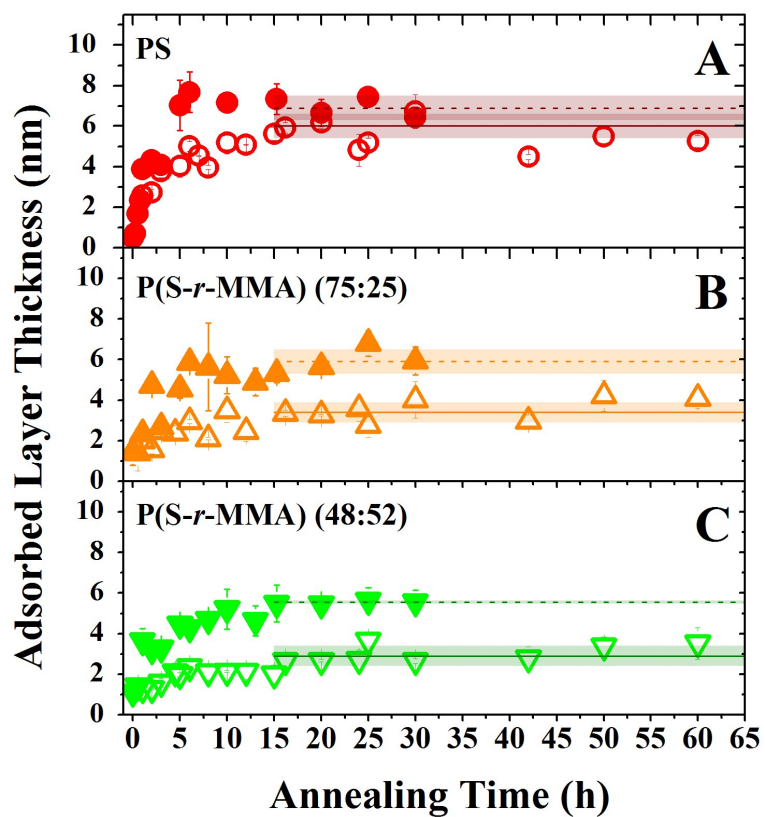 10
8
6
4
2
0
PS
A
10
8
6
4
2
0
P(S-r-MMA) (75:25)
B
10
8
6
4
2
0
P(S-r-MMA) (48:52)
C
0 5 10 15 20 25 30 35 40 45 50 55 60 65
Annealing Time (h)
Adsorbed Layer Thickness (nm)